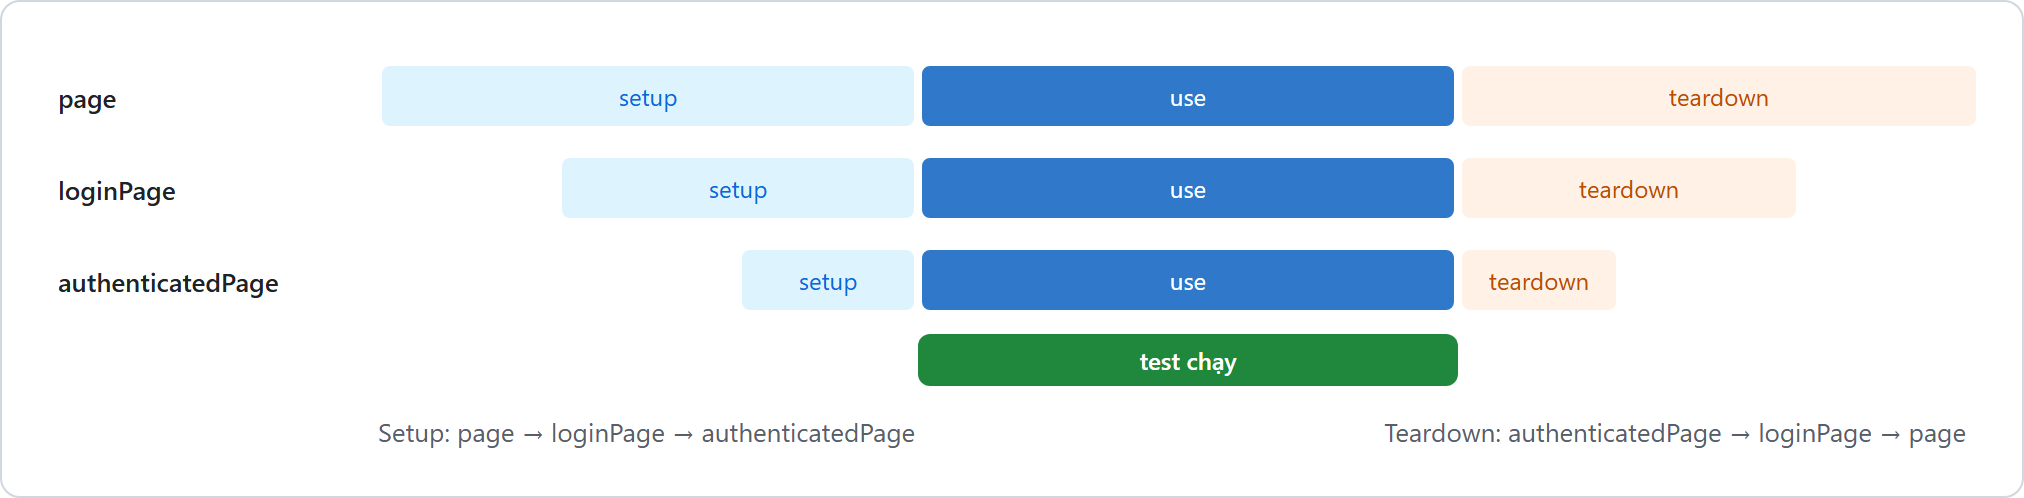 page setup use teardown
loginPage setup use teardown
authenticatedPage setup use teardown
test chạy
Setup: page → loginPage → authenticatedPage
Teardown: authenticatedPage → loginPage → page